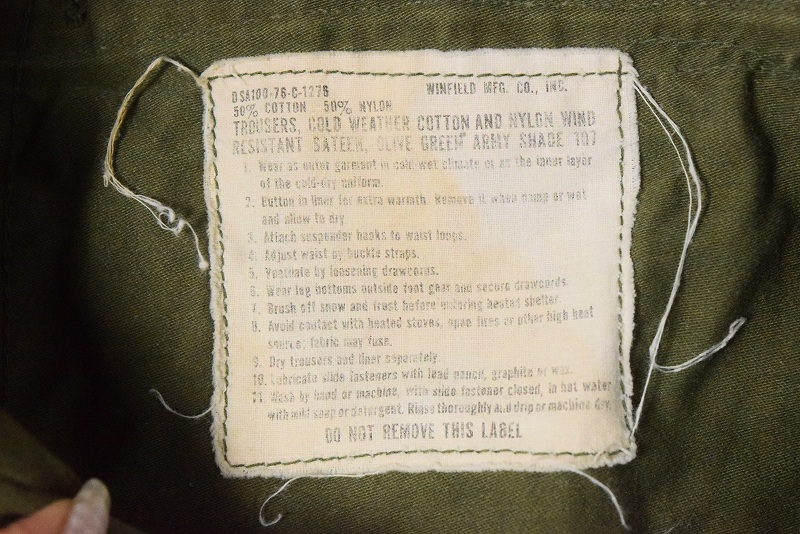 DSA100-76-C-1276 WINFIELD MFG. CO., INC.
50% COTTON 50% NYLON
TROUSERS, COLD WEATHER COTTON AND NYLON WIND
RESISTANT SATEEN, OLIVE GREEN ARMY SHADE 107
1. Wear as outer garment in cold wet climate or as the inner layer
of the cold-dry uniform.
2. Button in liner for extra warmth. Remove it when damp or wet
and allow to dry.
3. Attach suspender hooks to waist loops.
4. Adjust waist by buckle straps.
5. Ventilate by loosening drawcords.
6. Wear leg bottoms outside foot gear and secure drawcords.
7. Brush off snow and frost before entering heated shelter.
8. Avoid contact with heated stoves, open fires or other high heat
source; fabric may fuse.
9. Dry trousers and liner separately.
10. Lubricate slide fasteners with lead pencil, graphite or wax.
11. Wash by hand or machine, with slide fastener closed, in hot water
with mild soap or detergent. Rinse thoroughly and drip or machine dry.
DO NOT REMOVE THIS LABEL